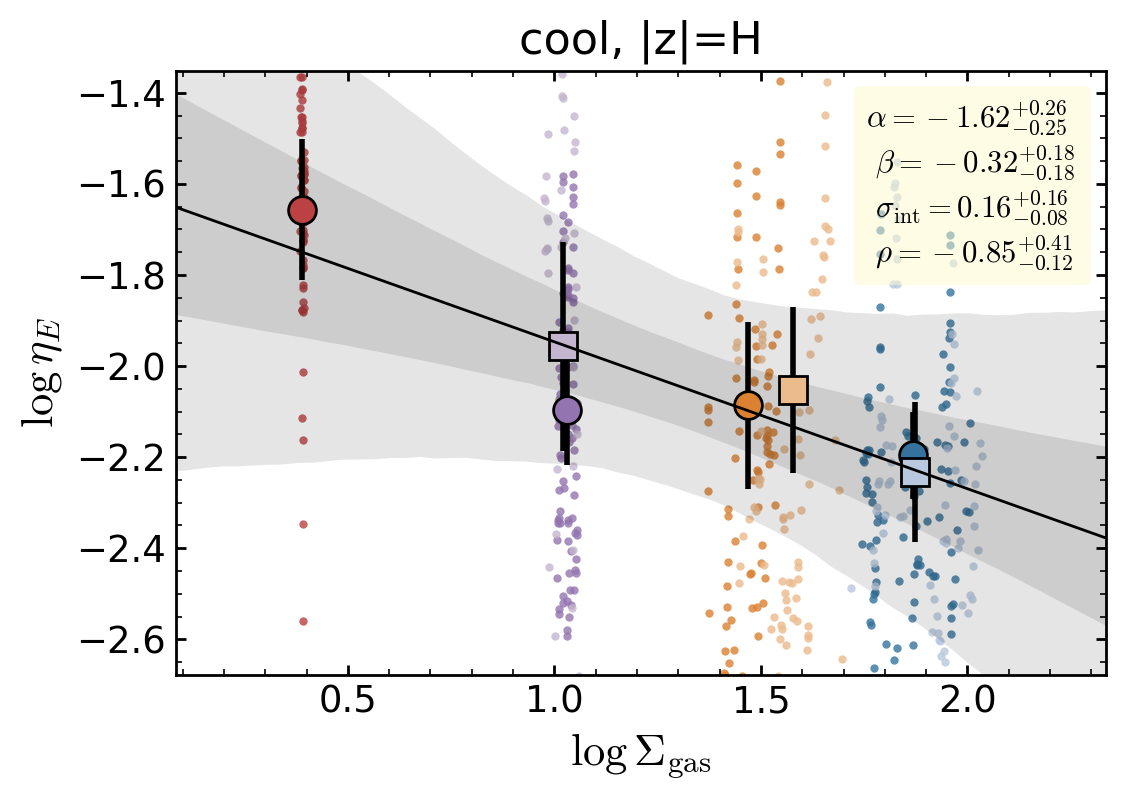 cool, |z|=H
−1.4
−1.6
−1.8
−2.0
−2.2
−2.4
−2.6
log η_E
α = −1.62^{+0.26}_{−0.25}
β = −0.32^{+0.18}_{−0.18}
σ_int = 0.16^{+0.16}_{−0.08}
ρ = −0.85^{+0.41}_{−0.12}
0.5 1.0 1.5 2.0
log Σ_gas